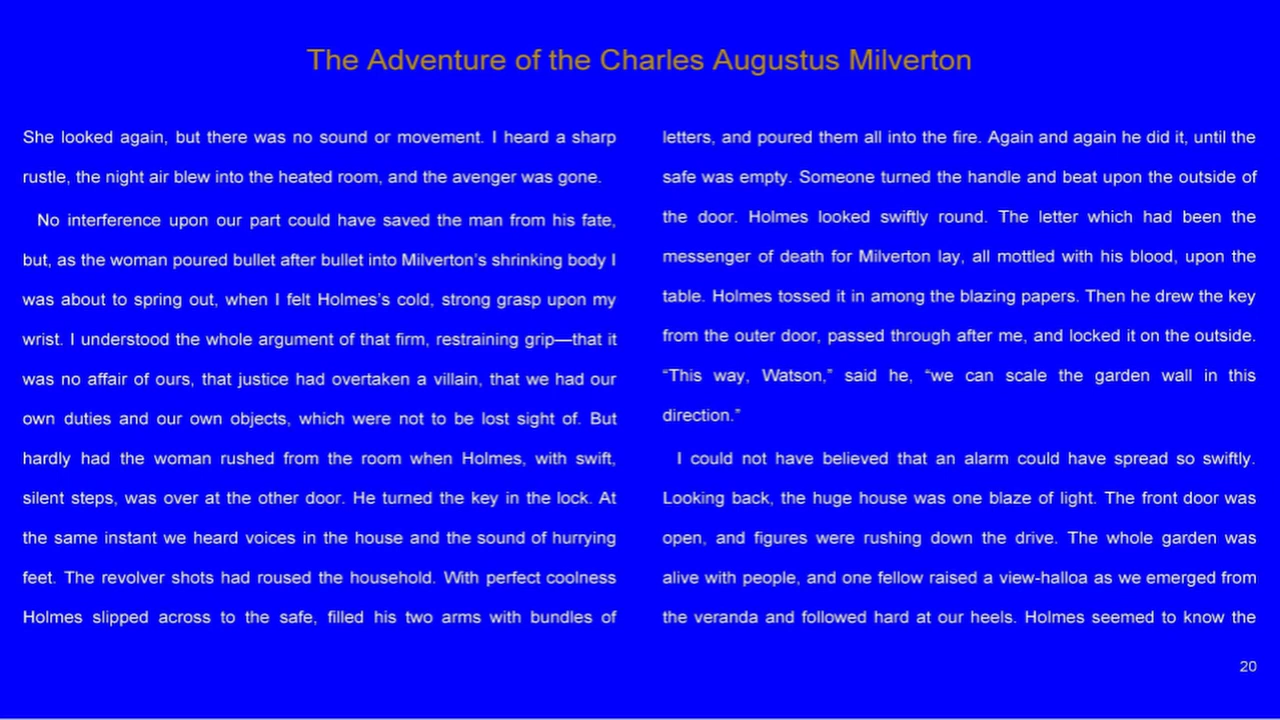 The Adventure of the Charles Augustus Milverton
She looked again, but there was no sound or movement. I heard a sharp
rustle, the night air blew into the heated room, and the avenger was gone.
No interference upon our part could have saved the man from his fate,
but, as the woman poured bullet after bullet into Milverton’s shrinking body I
was about to spring out, when I felt Holmes’s cold, strong grasp upon my
wrist. I understood the whole argument of that firm, restraining grip—that it
was no affair of ours, that justice had overtaken a villain, that we had our
own duties and our own objects, which were not to be lost sight of. But
hardly had the woman rushed from the room when Holmes, with swift,
silent steps, was over at the other door. He turned the key in the lock. At
the same instant we heard voices in the house and the sound of hurrying
feet. The revolver shots had roused the household. With perfect coolness
Holmes slipped across to the safe, filled his two arms with bundles of
letters, and poured them all into the fire. Again and again he did it, until the
safe was empty. Someone turned the handle and beat upon the outside of
the door. Holmes looked swiftly round. The letter which had been the
messenger of death for Milverton lay, all mottled with his blood, upon the
table. Holmes tossed it in among the blazing papers. Then he drew the key
from the outer door, passed through after me, and locked it on the outside.
“This way, Watson,” said he, “we can scale the garden wall in this
direction.”
I could not have believed that an alarm could have spread so swiftly.
Looking back, the huge house was one blaze of light. The front door was
open, and figures were rushing down the drive. The whole garden was
alive with people, and one fellow raised a view-halloa as we emerged from
the veranda and followed hard at our heels. Holmes seemed to know the
20